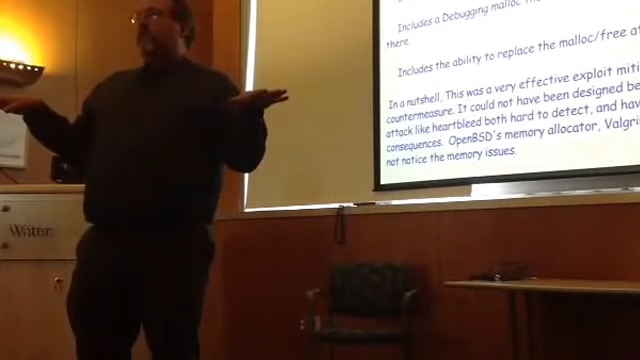 Includes a Debugging malloc
there.
Includes the ability to replace the malloc/free
In a nutshell, This was a very effective exploit
countermeasure. It could not have been designed
attack like heartbleed both hard to detect, and
consequences. OpenBSD's memory allocator,
not notice the memory issues.